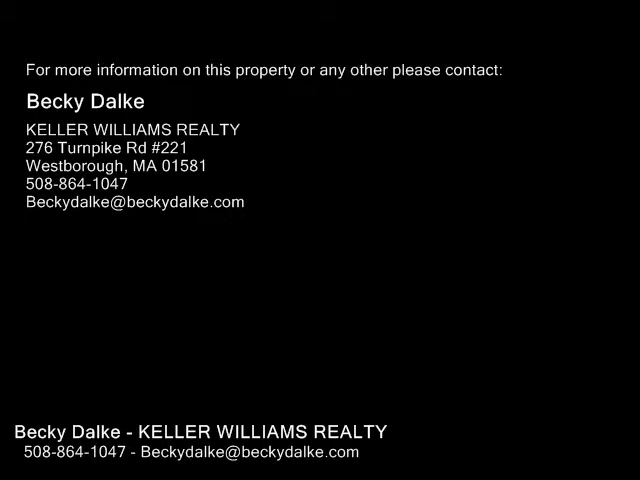 For more information on this property or any other please contact:
Becky Dalke
KELLER WILLIAMS REALTY
276 Turnpike Rd #221
Westborough, MA 01581
508-864-1047
Beckydalke@beckydalke.com
Becky Dalke - KELLER WILLIAMS REALTY
508-864-1047 - Beckydalke@beckydalke.com